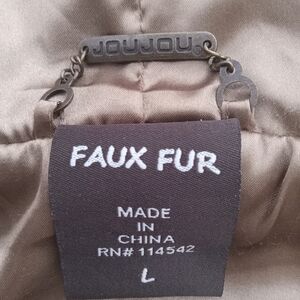 JOUJOU.
FAUX FUR
MADE
IN
CHINA
RN# 114542
L